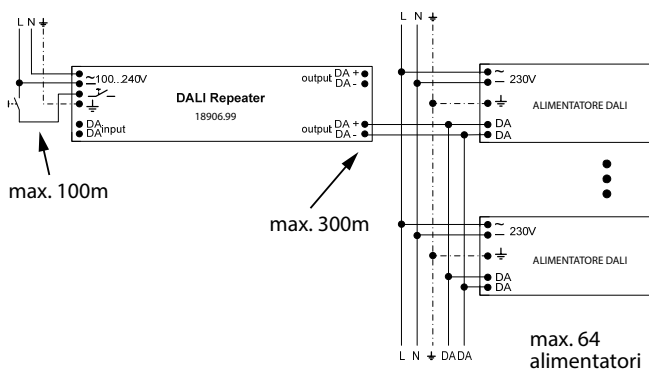 L N
L N
~ 100...240V
DALI Repeater
18906.99
output DA +
DA -
DA
DA input
output DA +
DA -
max. 100m
max. 300m
~ 230V
ALIMENTATORE DALI
DA
DA
~ 230V
ALIMENTATORE DALI
DA
DA
L N DA DA
max. 64
alimentatori